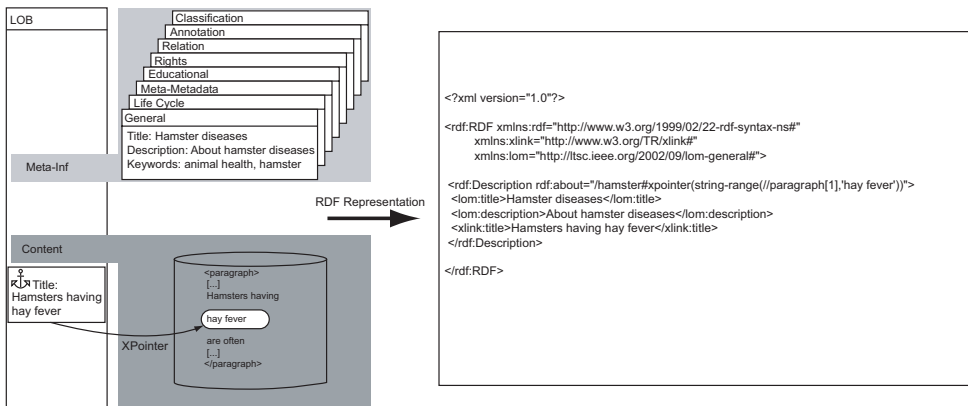 LOB
Classification
Annotation
Relation
Rights
Educational
Meta-Metadata
Life Cycle
General
Title: Hamster diseases
Description: About hamster diseases
Keywords: animal health, hamster
Meta-Inf
Content
Title:
Hamsters having
hay fever
XPointer
<paragraph>
[...]
Hamsters having
hay fever
are often
[...]
</paragraph>
RDF Representation
<?xml version="1.0"?>
<rdf:RDF xmlns:rdf="http://www.w3.org/1999/02/22-rdf-syntax-ns#"
xmlns:xlink="http://www.w3.org/TR/xlink#"
xmlns:lom="http://ltsc.ieee.org/2002/09/lom-general#">
<rdf:Description rdf:about="/hamster#xpointer(string-range(//paragraph[1],'hay fever'))">
<lom:title>Hamster diseases</lom:title>
<lom:description>About hamster diseases</lom:description>
<xlink:title>Hamsters having hay fever</xlink:title>
</rdf:Description>
</rdf:RDF>